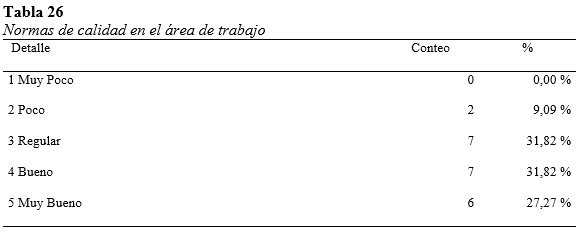 Tabla 26
Normas de calidad en el área de trabajo
Detalle Conteo %
1 Muy Poco 0 0,00 %
2 Poco 2 9,09 %
3 Regular 7 31,82 %
4 Bueno 7 31,82 %
5 Muy Bueno 6 27,27 %